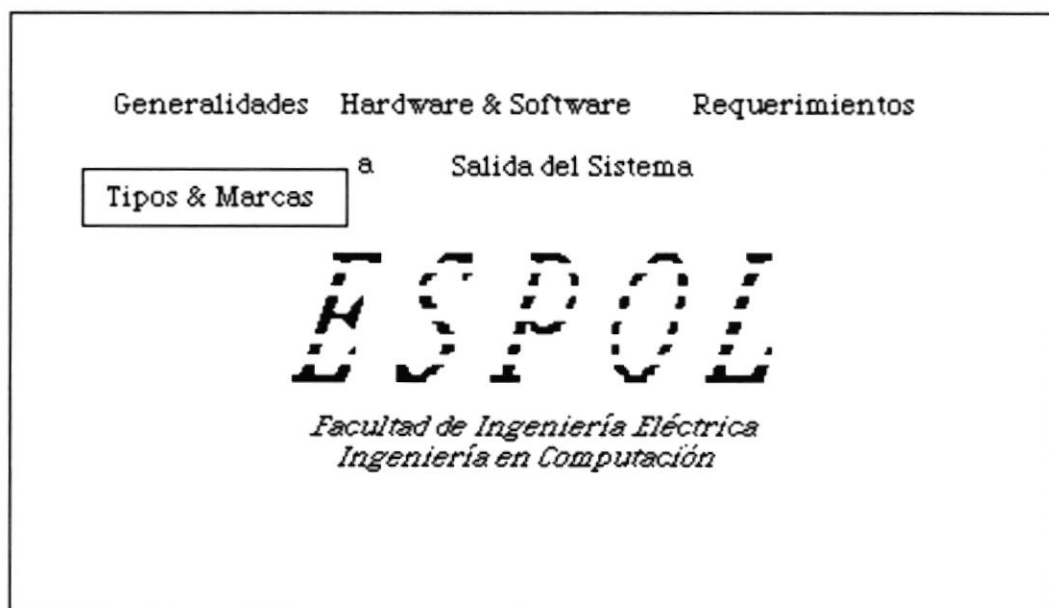 Generalidades Hardware & Software Requerimientos
a Salida del Sistema
Tipos & Marcas
ESPOL
Facultad de Ingeniería Eléctrica
Ingeniería en Computación